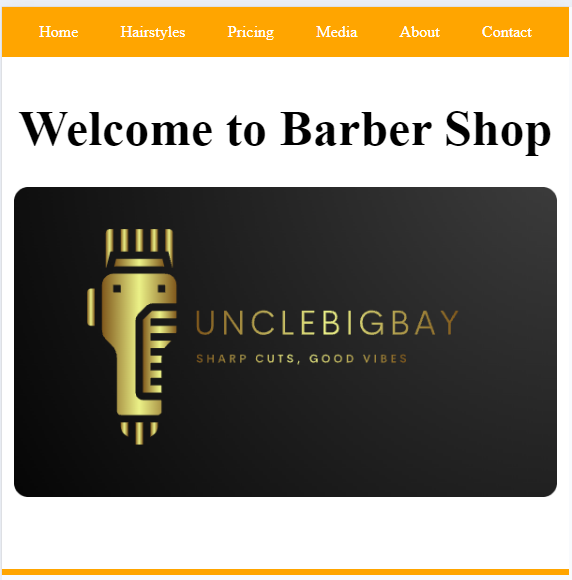 Home Hairstyles Pricing Media About Contact
Welcome to Barber Shop
UNCLEBIGBAY
SHARP CUTS, GOOD VIBES